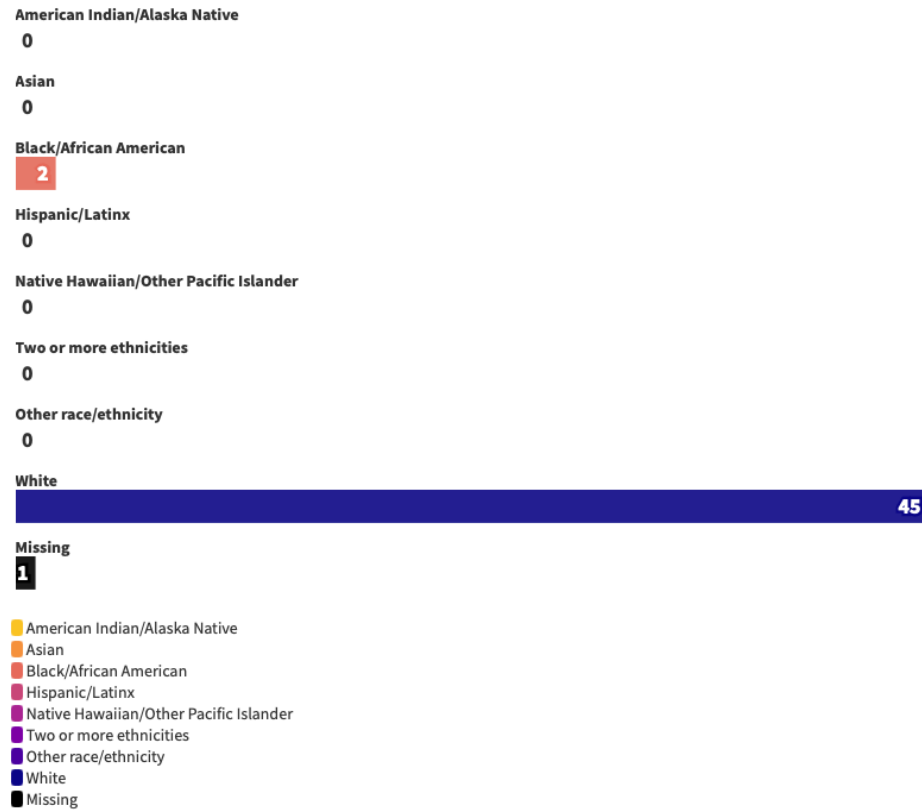 American Indian/Alaska Native
0
Asian
0
Black/African American
2
Hispanic/Latinx
0
Native Hawaiian/Other Pacific Islander
0
Two or more ethnicities
0
Other race/ethnicity
0
White
45
Missing
1
American Indian/Alaska Native
Asian
Black/African American
Hispanic/Latinx
Native Hawaiian/Other Pacific Islander
Two or more ethnicities
Other race/ethnicity
White
Missing